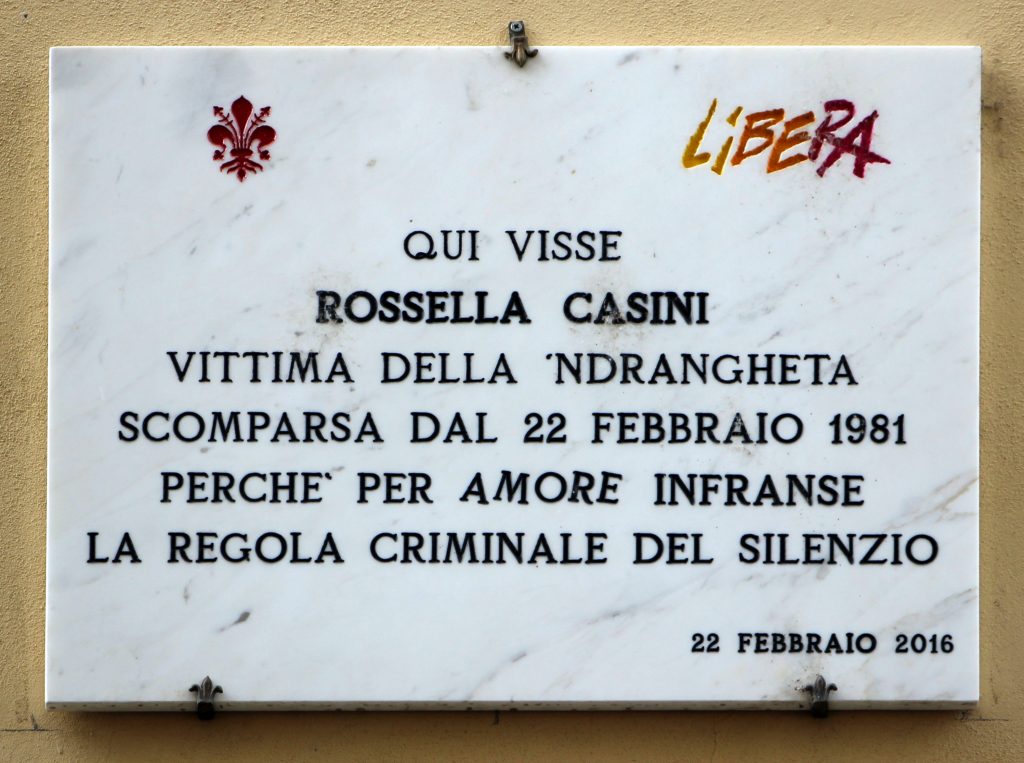 LiBERA
QUI VISSE
ROSSELLA CASINI
VITTIMA DELLA 'NDRANGHETA
SCOMPARSA DAL 22 FEBBRAIO 1981
PERCHE' PER AMORE INFRANSE
LA REGOLA CRIMINALE DEL SILENZIO
22 FEBBRAIO 2016